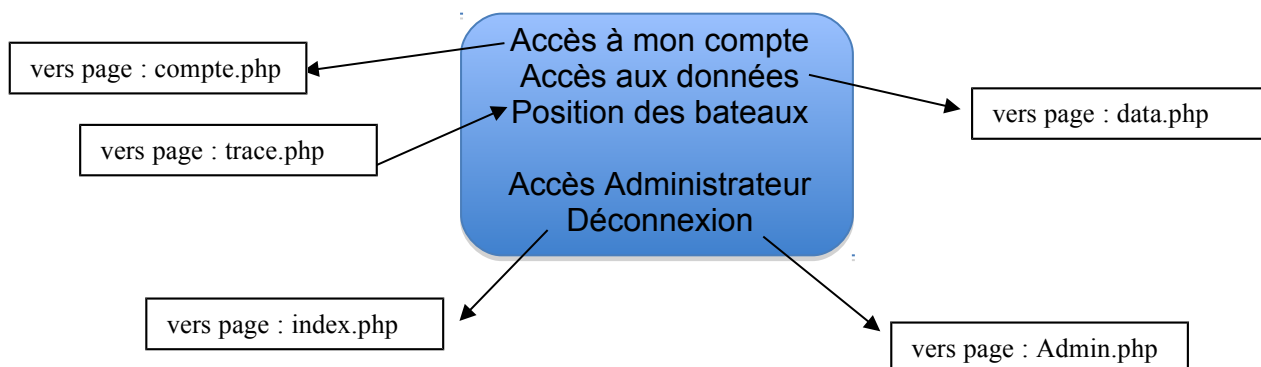 Accès à mon compte
vers page : compte.php
Accès aux données
Position des bateaux
vers page : data.php
vers page : trace.php
Accès Administrateur
Déconnexion
vers page : index.php
vers page : Admin.php